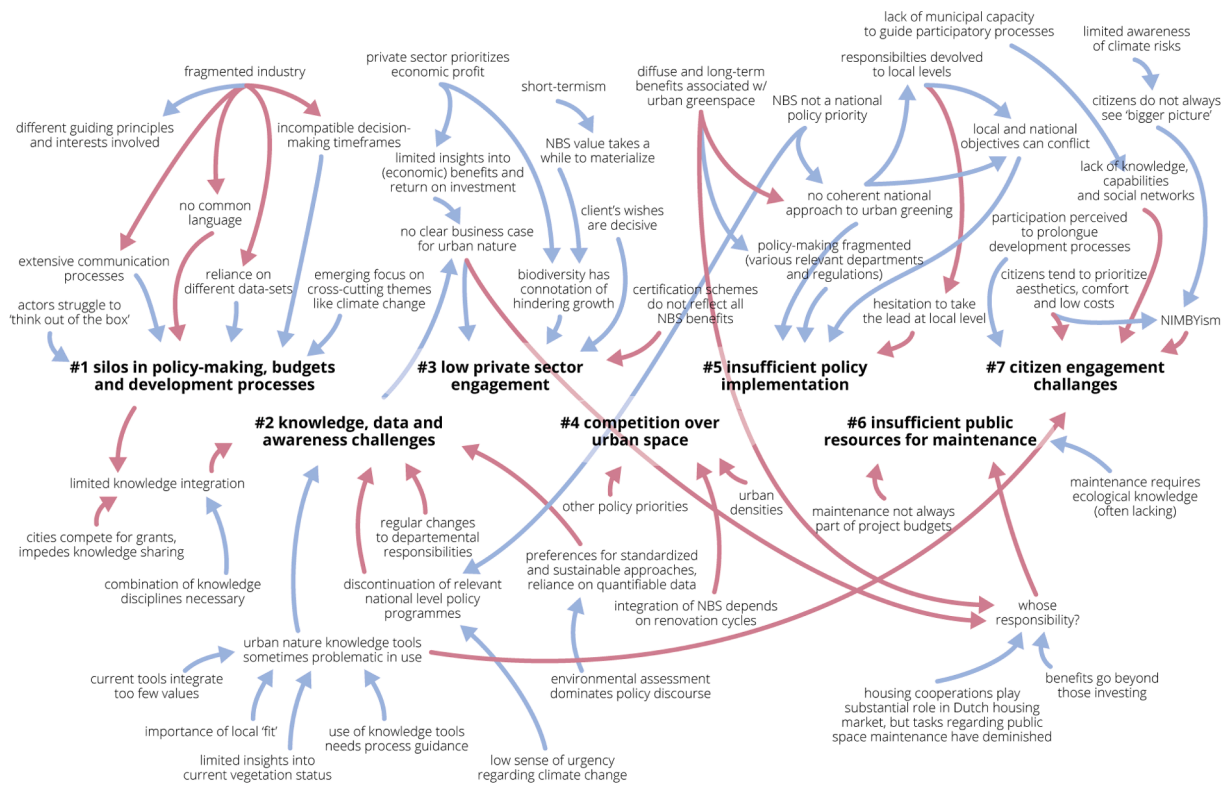 lack of municipal capacity
to guide participatory processes
limited awareness
of climate risks
private sector prioritizes
economic profit
responsibilties devolved
to local levels
fragmented industry
short-termism
diffuse and long-term
benefits associated w/
urban greenspace
NBS not a national
policy priority
citizens do not always
see ‘bigger picture’
different guiding principles
and interests involved
incompatible decision-
making timeframes
NBS value takes a
while to materialize
local and national
objectives can conflict
limited insights into
(economic) benefits and
return on investment
lack of knowledge,
capabilities
and social networks
no common
language
no coherent national
approach to urban greening
client’s wishes
are decisive
participation perceived
to prolongue
development processes
no clear business case
for urban nature
policy-making fragmented
(various relevant departments
and regulations)
extensive communication
processes
reliance on
different data-sets
emerging focus on
cross-cutting themes
like climate change
biodiversity has
connotation of
hindering growth
certification schemes
do not reflect all
NBS benefits
citizens tend to prioritize
aesthetics, comfort
and low costs
actors struggle to
‘think out of the box’
hesitation to take
the lead at local level
NIMBYism
#1 silos in policy-making, budgets
and development processes
#3 low private sector
engagement
#5 insufficient policy
implementation
#7 citizen engagement
challanges
#2 knowledge, data and
awareness challenges
#4 competition over
urban space
#6 insufficient public
resources for maintenance
limited knowledge integration
other policy priorities
urban
densities
maintenance not always
part of project budgets
maintenance requires
ecological knowledge
(often lacking)
cities compete for grants,
impedes knowledge sharing
regular changes
to departemental
responsibilities
preferences for standardized
and sustainable approaches,
reliance on quantifiable data
combination of knowledge
disciplines necessary
discontinuation of relevant
national level policy
programmes
integration of NBS depends
on renovation cycles
whose
responsibility?
urban nature knowledge tools
sometimes problematic in use
current tools integrate
too few values
environmental assessment
dominates policy discourse
benefits go beyond
those investing
housing cooperations play
substantial role in Dutch housing
market, but tasks regarding public
space maintenance have deminished
importance of local ‘fit’
use of knowledge tools
needs process guidance
limited insights into
current vegetation status
low sense of urgency
regarding climate change